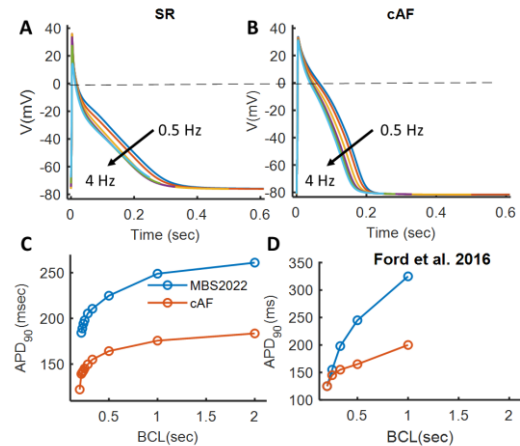 A SR
40
20
0
-20
-40
-60
-80
V(mV)
0.5 Hz
4 Hz
0 0.2 0.4 0.6
Time (sec)
B cAF
40
20
0
-20
-40
-60
-80
V(mV)
0.5 Hz
4 Hz
0 0.2 0.4 0.6
Time (sec)
C
250
200
150
APD90(msec)
MBS2022
cAF
0.5 1 1.5 2
BCL(sec)
D Ford et al. 2016
350
300
250
200
150
100
APD90 (ms)
0 0.5 1 1.5 2
BCL(sec)